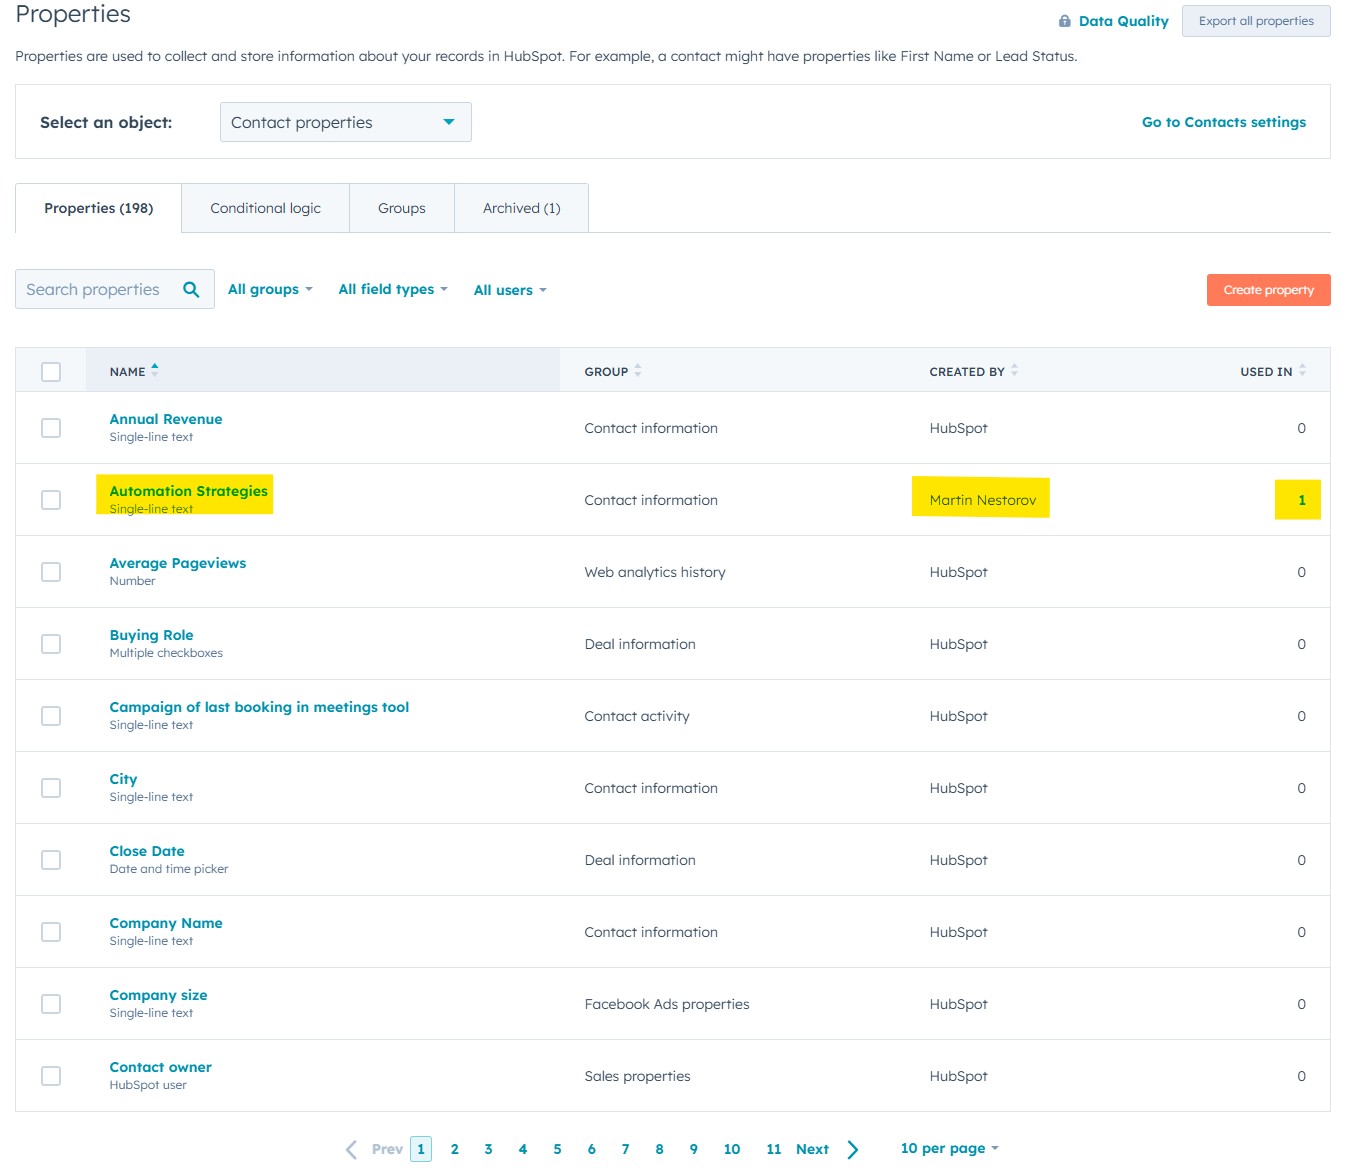 Properties
Data Quality
Export all properties
Properties are used to collect and store information about your records in HubSpot. For example, a contact might have properties like First Name or Lead Status.
Select an object:
Contact properties
Go to Contacts settings
Properties (198) Conditional logic Groups Archived (1)
Search properties All groups All field types All users Create property
NAME GROUP CREATED BY USED IN
Annual Revenue
Single-line text
Contact information HubSpot 0
Automation Strategies
Single-line text
Contact information Martin Nestorov 1
Average Pageviews
Number
Web analytics history HubSpot 0
Buying Role
Multiple checkboxes
Deal information HubSpot 0
Campaign of last booking in meetings tool
Single-line text
Contact activity HubSpot 0
City
Single-line text
Contact information HubSpot 0
Close Date
Date and time picker
Deal information HubSpot 0
Company Name
Single-line text
Contact information HubSpot 0
Company size
Single-line text
Facebook Ads properties HubSpot 0
Contact owner
HubSpot user
Sales properties HubSpot 0
Prev 1 2 3 4 5 6 7 8 9 10 11 Next 10 per page